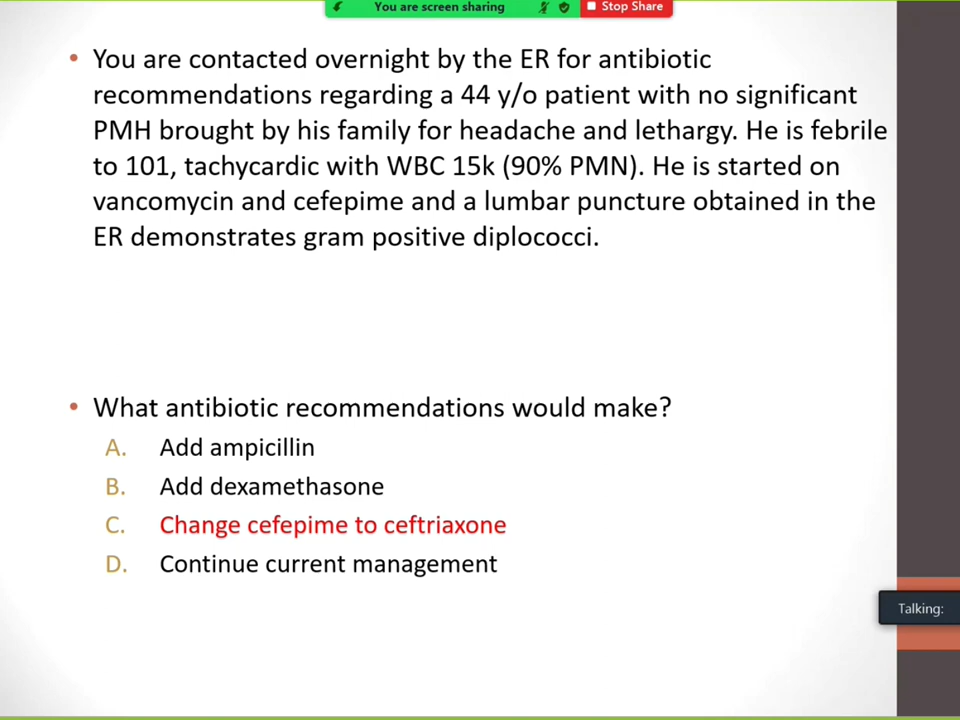 You are screen sharing
Stop Share
• You are contacted overnight by the ER for antibiotic
recommendations regarding a 44 y/o patient with no significant
PMH brought by his family for headache and lethargy. He is febrile
to 101, tachycardic with WBC 15k (90% PMN). He is started on
vancomycin and cefepime and a lumbar puncture obtained in the
ER demonstrates gram positive diplococci.
• What antibiotic recommendations would make?
A. Add ampicillin
B. Add dexamethasone
C. Change cefepime to ceftriaxone
D. Continue current management
Talking: